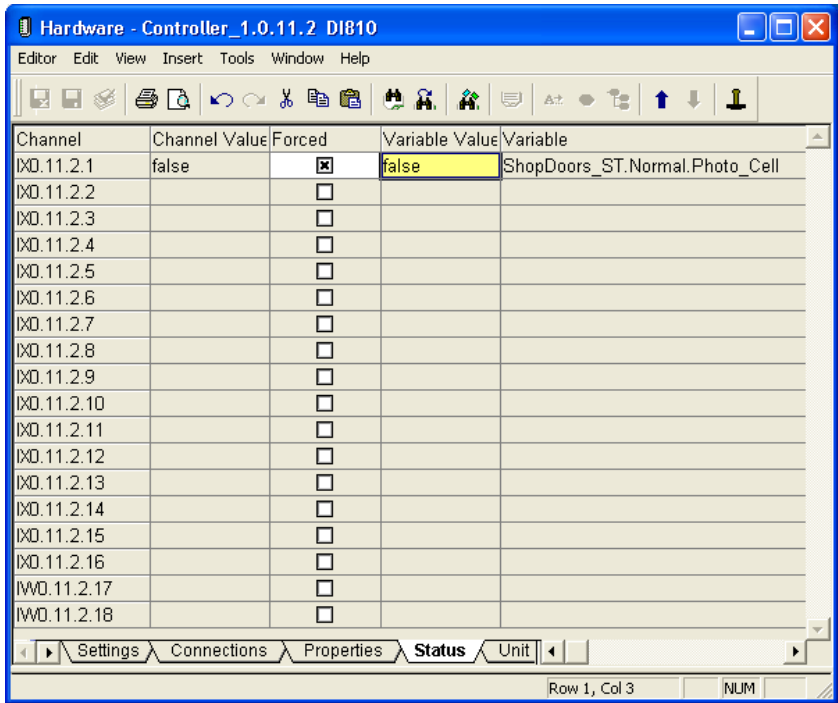 Hardware - Controller_1.0.11.2 DI810
Editor Edit View Insert Tools Window Help
Channel Channel Value Forced Variable Value Variable
IX0.11.2.1 false false ShopDoors_ST.Normal.Photo_Cell
IX0.11.2.2
IX0.11.2.3
IX0.11.2.4
IX0.11.2.5
IX0.11.2.6
IX0.11.2.7
IX0.11.2.8
IX0.11.2.9
IX0.11.2.10
IX0.11.2.11
IX0.11.2.12
IX0.11.2.13
IX0.11.2.14
IX0.11.2.15
IX0.11.2.16
IW0.11.2.17
IW0.11.2.18
Settings Connections Properties Status Unit
Row 1, Col 3 NUM